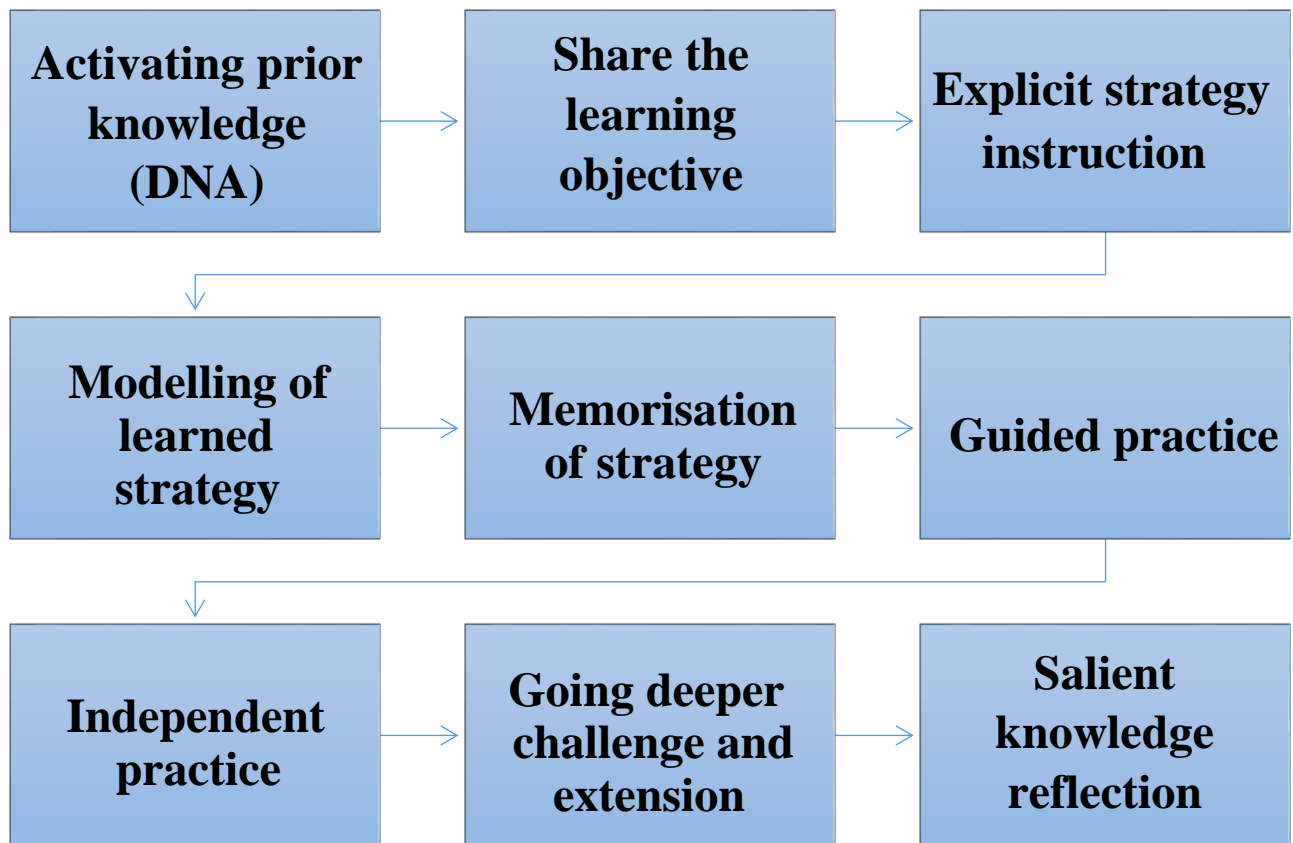 Activating prior
knowledge
(DNA)
Share the
learning
objective
Explicit strategy
instruction
Modelling of
learned
strategy
Memorisation
of strategy
Guided practice
Independent
practice
Going deeper
challenge and
extension
Salient
knowledge
reflection